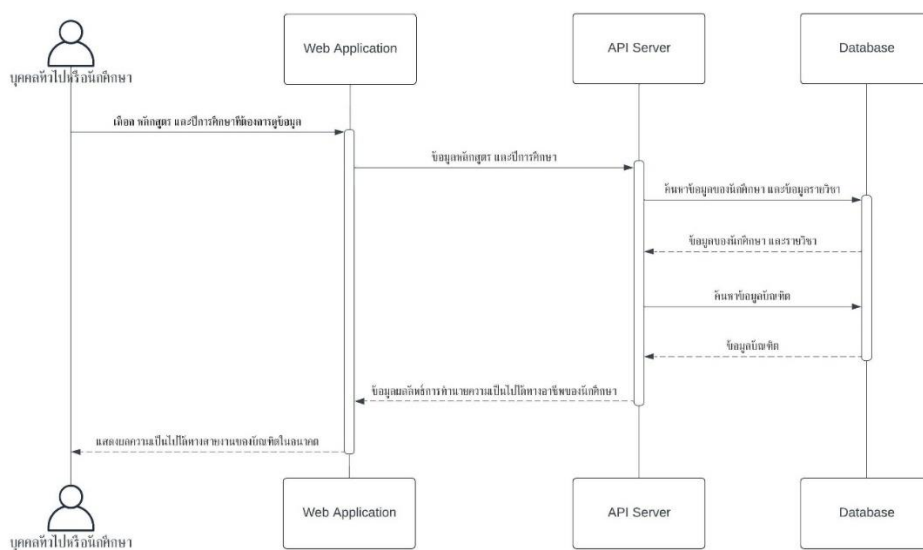 Web Application
API Server
Database
บุคคลทั่วไปหรือนักศึกษา
เลือก หลักสูตร และปีการศึกษาที่ต้องการดูข้อมูล
ข้อมูลหลักสูตร และปีการศึกษา
ค้นหาข้อมูลของนักศึกษา และข้อมูลรายวิชา
ข้อมูลของนักศึกษา และรายวิชา
ค้นหาข้อมูลบัณฑิต
ข้อมูลบัณฑิต
ข้อมูลผลลัพธ์การทำนายความเป็นไปได้ทางอาชีพของนักศึกษา
แสดงผลความเป็นไปได้ทางสายงานของบัณฑิตในอนาคต
Web Application
API Server
Database
บุคคลทั่วไปหรือนักศึกษา